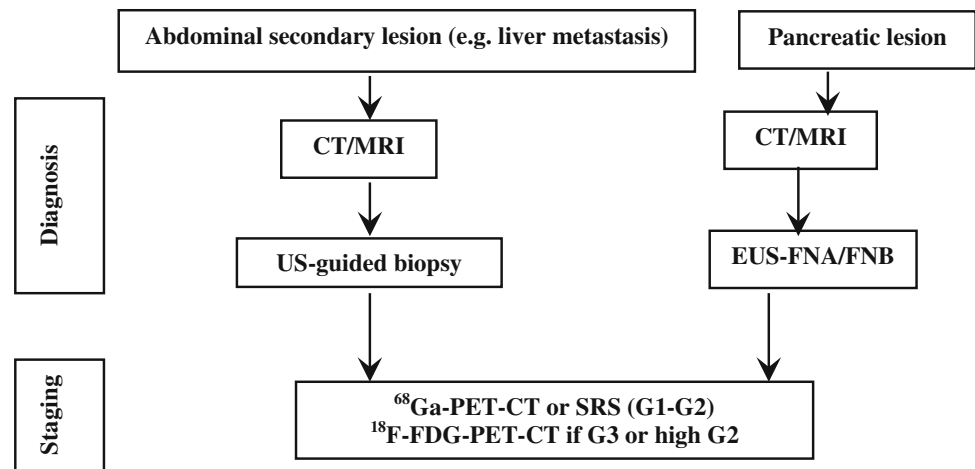 Abdominal secondary lesion (e.g. liver metastasis)
Pancreatic lesion
Diagnosis
CT/MRI
CT/MRI
US-guided biopsy
EUS-FNA/FNB
Staging
⁶⁸Ga-PET-CT or SRS (G1-G2)
¹⁸F-FDG-PET-CT if G3 or high G2